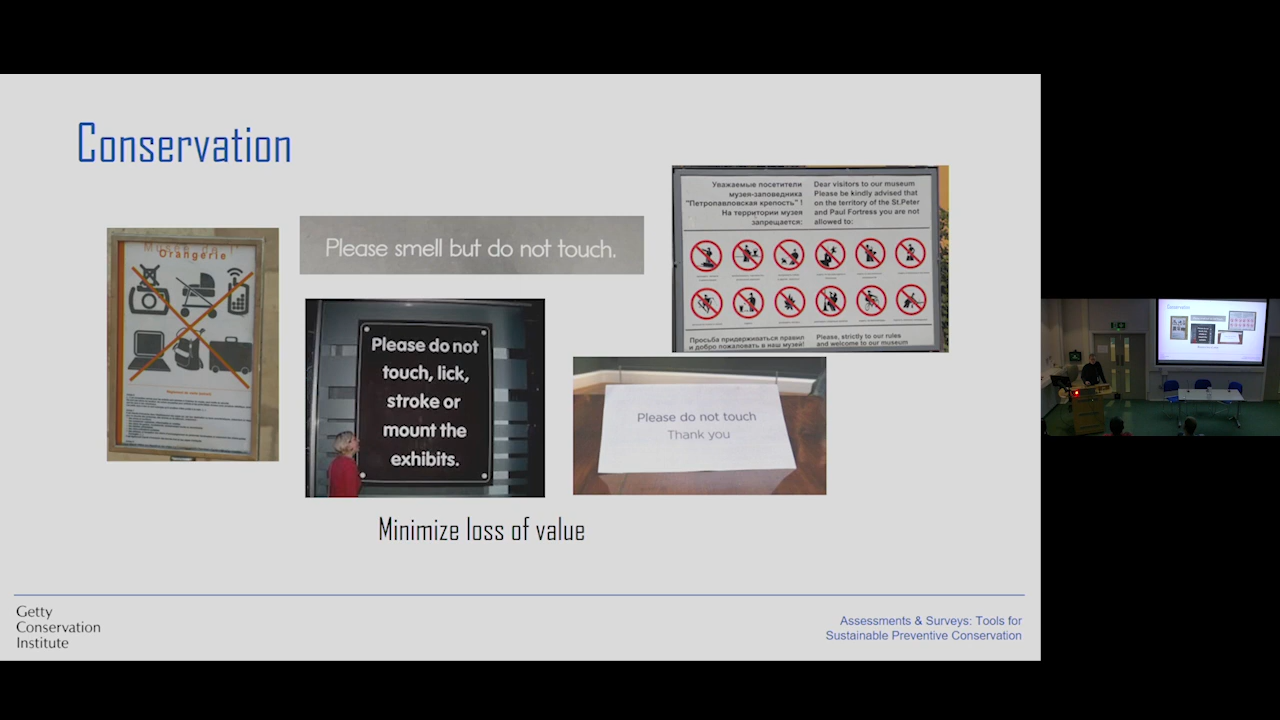 Conservation
Musée de l'
Orangerie
Please smell but do not touch.
Please do not
touch, lick,
stroke or
mount the
exhibits.
Уважаемые посетители
музея-заповедника
"Петропавловская крепость" !
На территории музея
запрещается:
Dear visitors to our museum
Please be kindly advised that
on the territory of the St.Peter
and Paul Fortress you are not
allowed to:
Просьба придерживаться правил
и добро пожаловать в наш музей!
Please, strictly to our rules
and welcome to our museum
Please do not touch
Thank you
Minimize loss of value
Getty
Conservation
Institute
Assessments & Surveys: Tools for
Sustainable Preventive Conservation